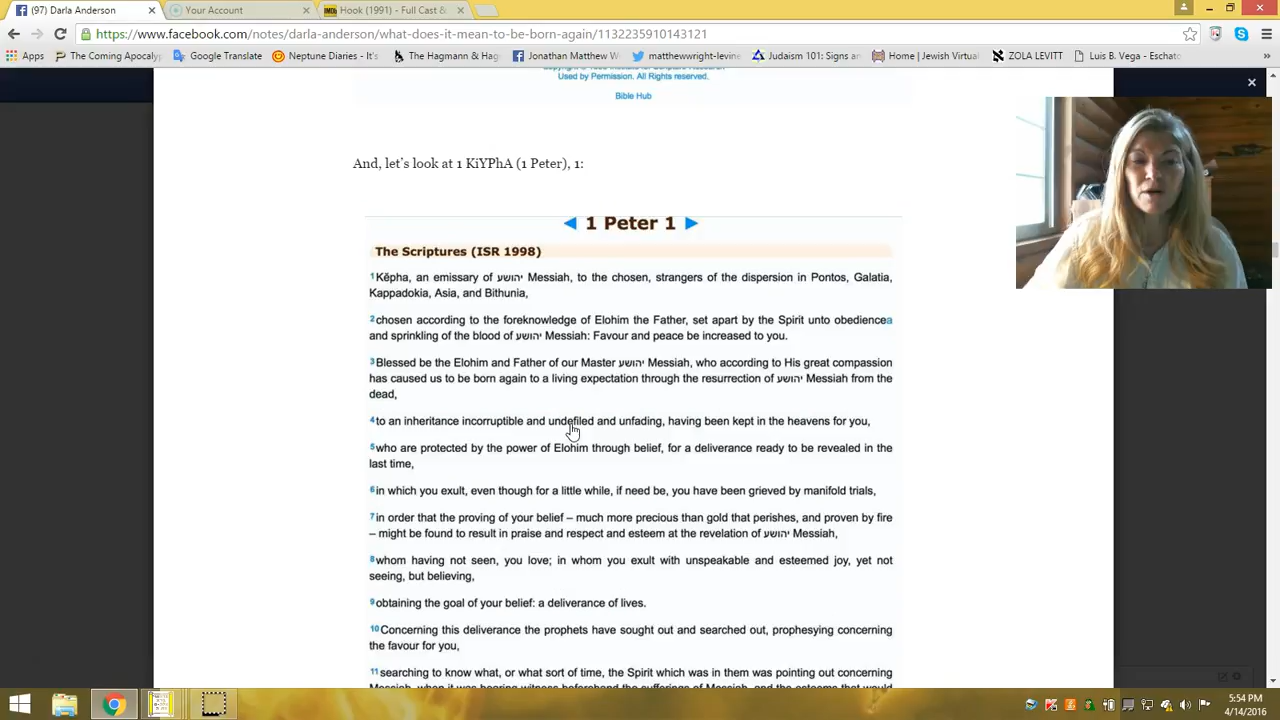 (97) Darla Anderson
Your Account
Hook (1991) - Full Cast &
https://www.facebook.com/notes/darla-anderson/what-does-it-mean-to-be-born-again/1132235910143121
Apps The Coming Apocalyp Google Translate Neptune Diaries - It's The Hagmann & Hag Jonathan Matthew W matthewwright-levine Judaism 101: Signs an Home | Jewish Virtual ZOLA LEVITT Luis B. Vega - Eschato
Used by Permission. All Rights reserved.
Bible Hub
And, let's look at 1 KiYPhA (1 Peter), 1:
1 Peter 1
The Scriptures (ISR 1998)
1Kěpha, an emissary of יהושע Messiah, to the chosen, strangers of the dispersion in Pontos, Galatia,
Kappadokia, Asia, and Bithunia,
2chosen according to the foreknowledge of Elohim the Father, set apart by the Spirit unto obediencea
and sprinkling of the blood of יהושע Messiah: Favour and peace be increased to you.
3Blessed be the Elohim and Father of our Master יהושע Messiah, who according to His great compassion
has caused us to be born again to a living expectation through the resurrection of יהושע Messiah from the
dead,
4to an inheritance incorruptible and undefiled and unfading, having been kept in the heavens for you,
5who are protected by the power of Elohim through belief, for a deliverance ready to be revealed in the
last time,
6in which you exult, even though for a little while, if need be, you have been grieved by manifold trials,
7in order that the proving of your belief – much more precious than gold that perishes, and proven by fire
– might be found to result in praise and respect and esteem at the revelation of יהושע Messiah,
8whom having not seen, you love; in whom you exult with unspeakable and esteemed joy, yet not
seeing, but believing,
9obtaining the goal of your belief: a deliverance of lives.
10Concerning this deliverance the prophets have sought out and searched out, prophesying concerning
the favour for you,
11searching to know what, or what sort of time, the Spirit which was in them was pointing out concerning
5:54 PM
4/14/2016